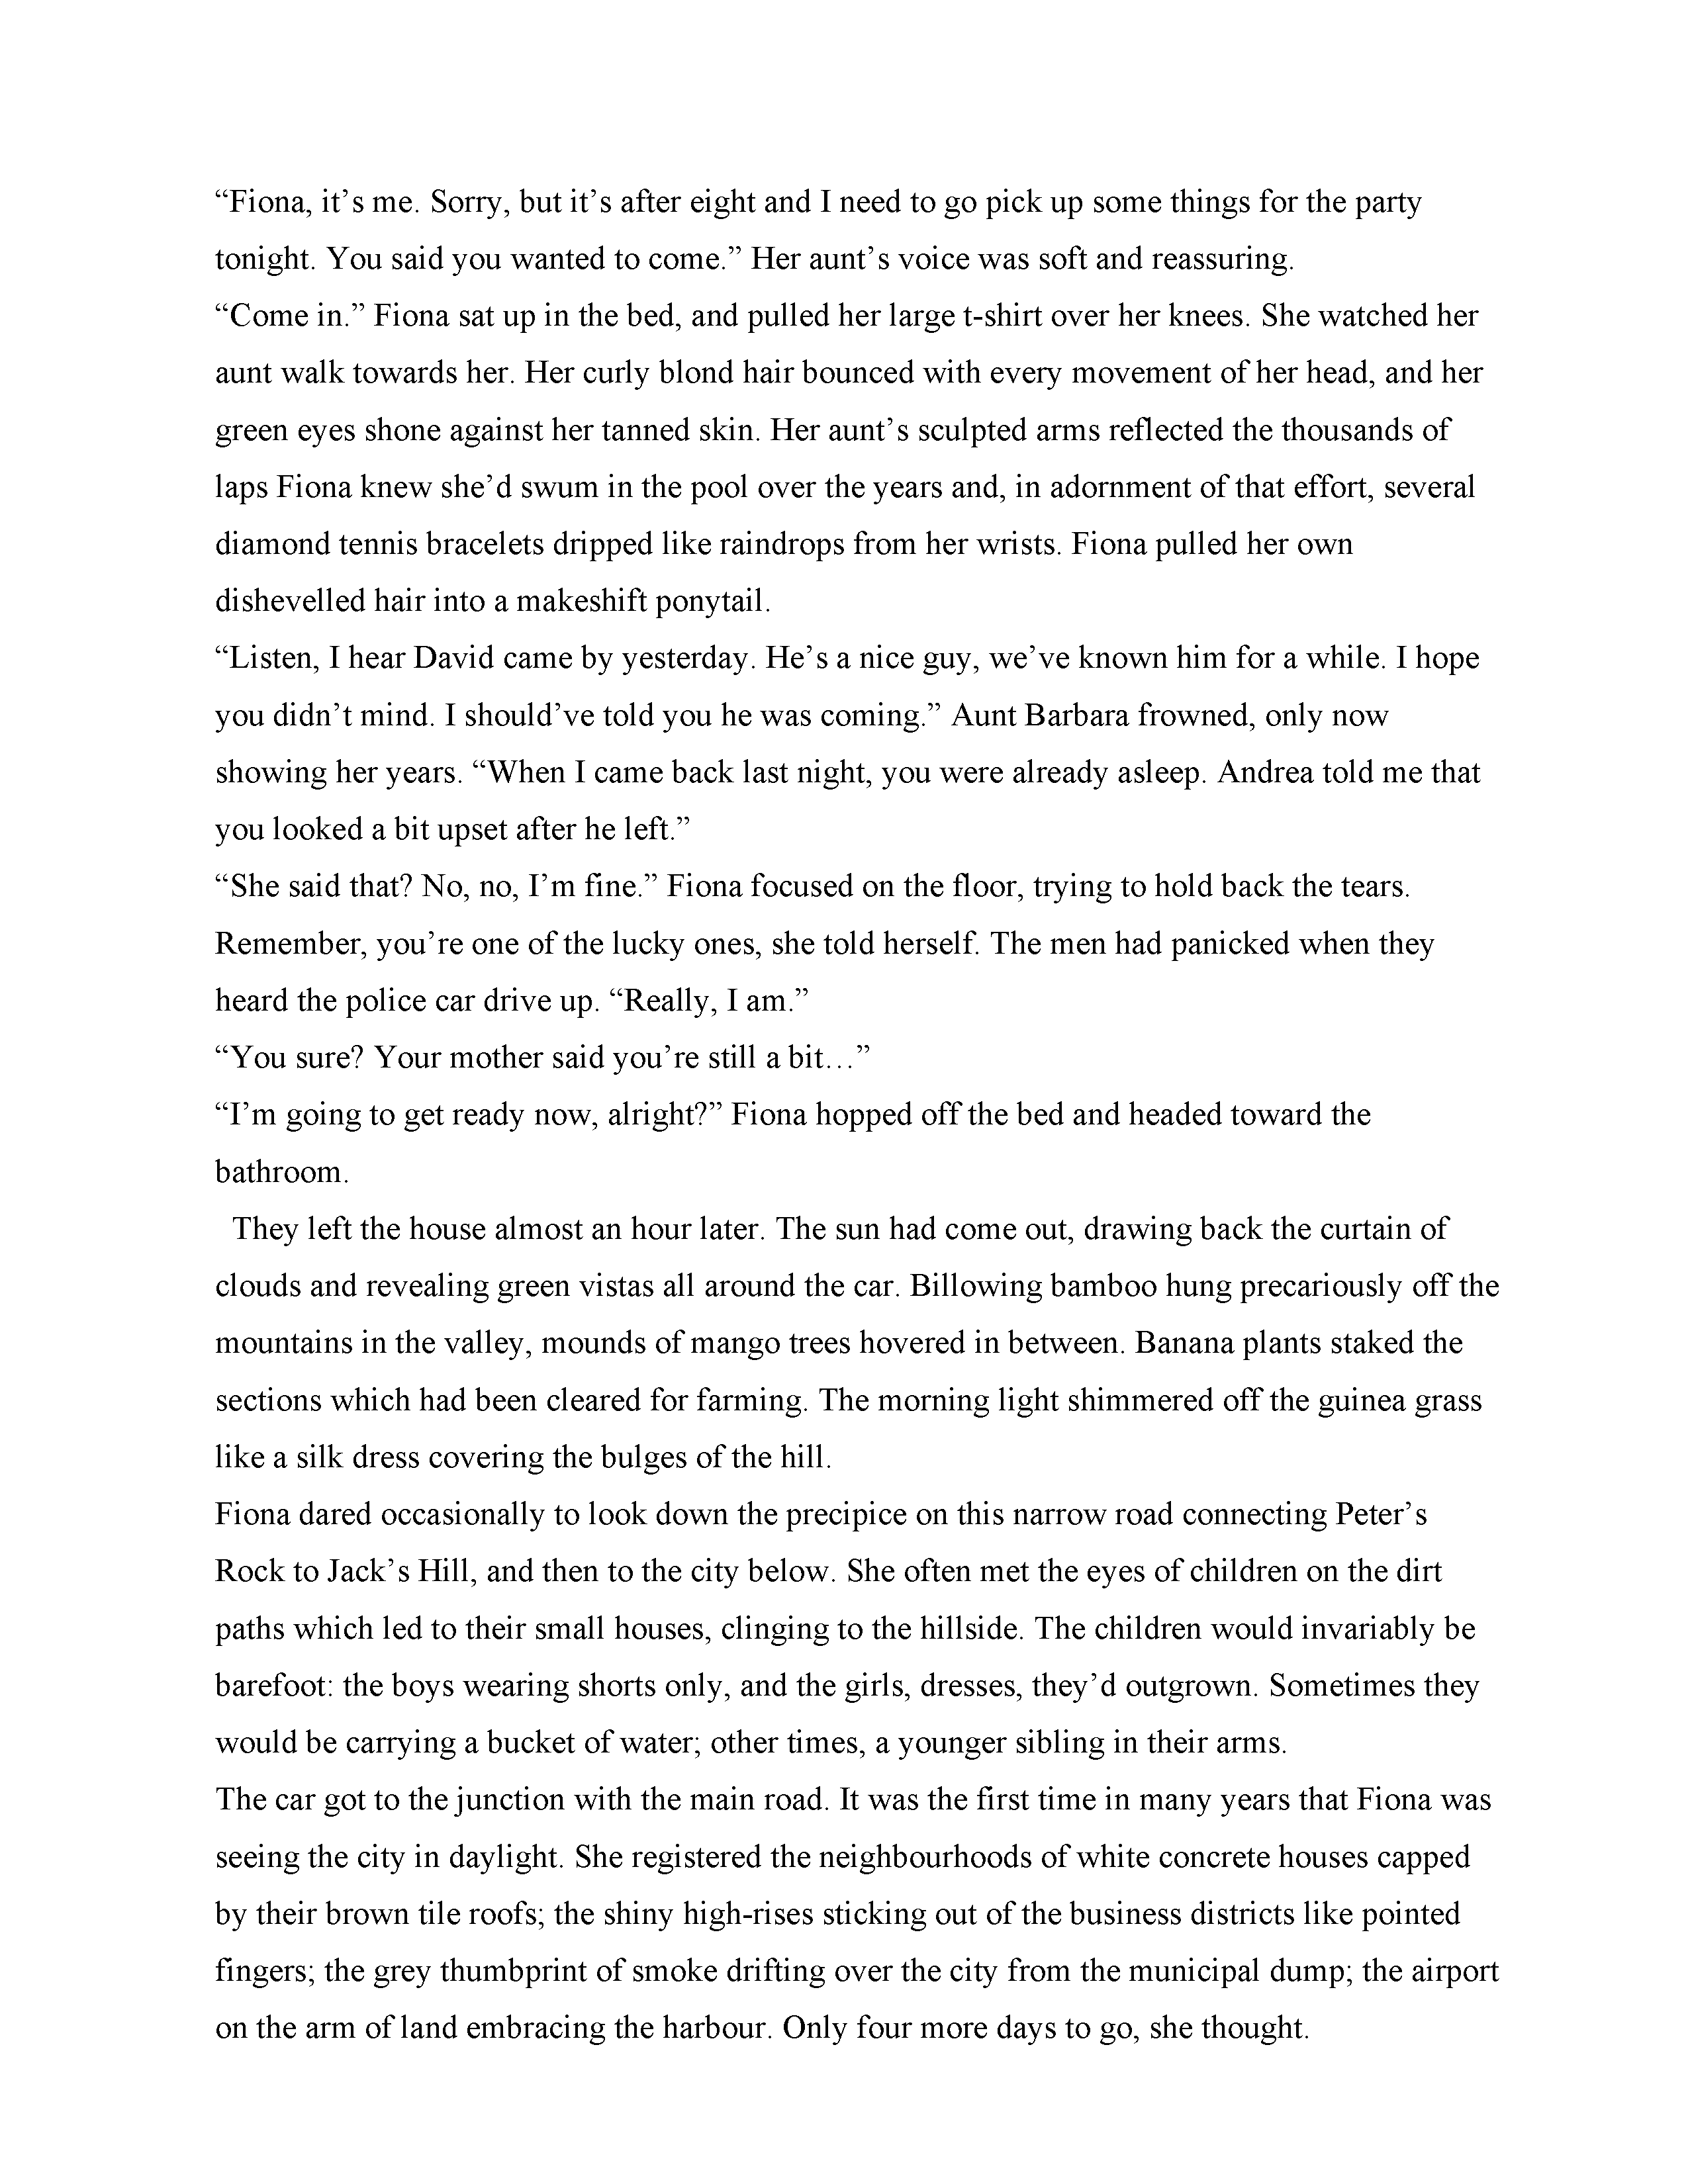 “Fiona, it’s me. Sorry, but it’s after eight and I need to go pick up some things for the party
tonight. You said you wanted to come.” Her aunt’s voice was soft and reassuring.
“Come in.” Fiona sat up in the bed, and pulled her large t-shirt over her knees. She watched her
aunt walk towards her. Her curly blond hair bounced with every movement of her head, and her
green eyes shone against her tanned skin. Her aunt’s sculpted arms reflected the thousands of
laps Fiona knew she’d swum in the pool over the years and, in adornment of that effort, several
diamond tennis bracelets dripped like raindrops from her wrists. Fiona pulled her own
dishevelled hair into a makeshift ponytail.
“Listen, I hear David came by yesterday. He’s a nice guy, we’ve known him for a while. I hope
you didn’t mind. I should’ve told you he was coming.” Aunt Barbara frowned, only now
showing her years. “When I came back last night, you were already asleep. Andrea told me that
you looked a bit upset after he left.”
“She said that? No, no, I’m fine.” Fiona focused on the floor, trying to hold back the tears.
Remember, you’re one of the lucky ones, she told herself. The men had panicked when they
heard the police car drive up. “Really, I am.”
“You sure? Your mother said you’re still a bit…”
“I’m going to get ready now, alright?” Fiona hopped off the bed and headed toward the
bathroom.
They left the house almost an hour later. The sun had come out, drawing back the curtain of
clouds and revealing green vistas all around the car. Billowing bamboo hung precariously off the
mountains in the valley, mounds of mango trees hovered in between. Banana plants staked the
sections which had been cleared for farming. The morning light shimmered off the guinea grass
like a silk dress covering the bulges of the hill.
Fiona dared occasionally to look down the precipice on this narrow road connecting Peter’s
Rock to Jack’s Hill, and then to the city below. She often met the eyes of children on the dirt
paths which led to their small houses, clinging to the hillside. The children would invariably be
barefoot: the boys wearing shorts only, and the girls, dresses, they’d outgrown. Sometimes they
would be carrying a bucket of water; other times, a younger sibling in their arms.
The car got to the junction with the main road. It was the first time in many years that Fiona was
seeing the city in daylight. She registered the neighbourhoods of white concrete houses capped
by their brown tile roofs; the shiny high-rises sticking out of the business districts like pointed
fingers; the grey thumbprint of smoke drifting over the city from the municipal dump; the airport
on the arm of land embracing the harbour. Only four more days to go, she thought.